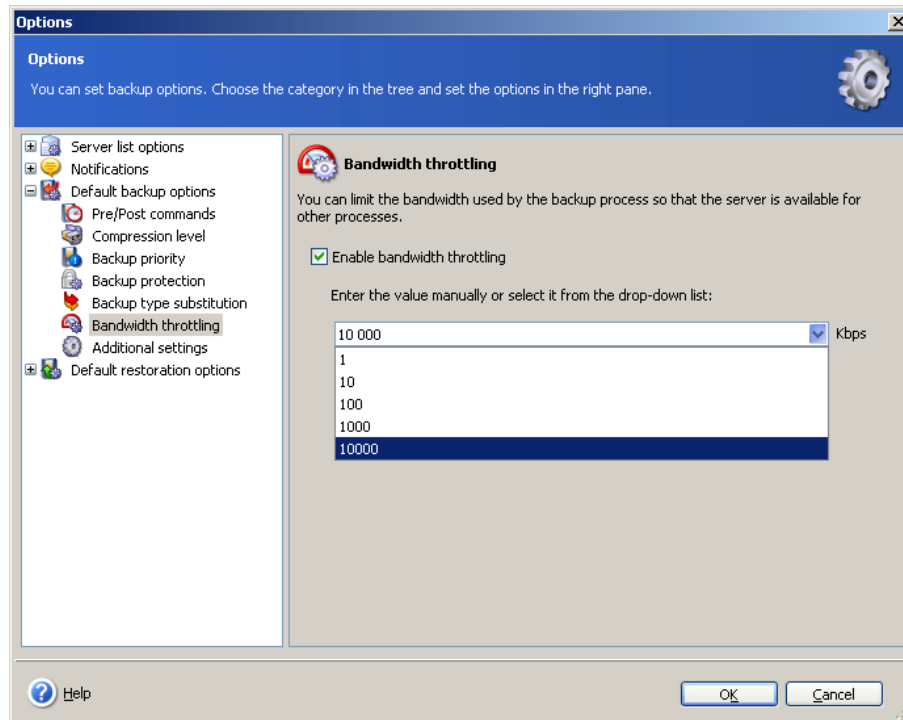 Options
Options
You can set backup options. Choose the category in the tree and set the options in the right pane.
Server list options
Notifications
Default backup options
Pre/Post commands
Compression level
Backup priority
Backup protection
Backup type substitution
Bandwidth throttling
Additional settings
Default restoration options
Bandwidth throttling
You can limit the bandwidth used by the backup process so that the server is available for
other processes.
Enable bandwidth throttling
Enter the value manually or select it from the drop-down list:
10 000 Kbps
1
10
100
1000
10000
Help
OK Cancel